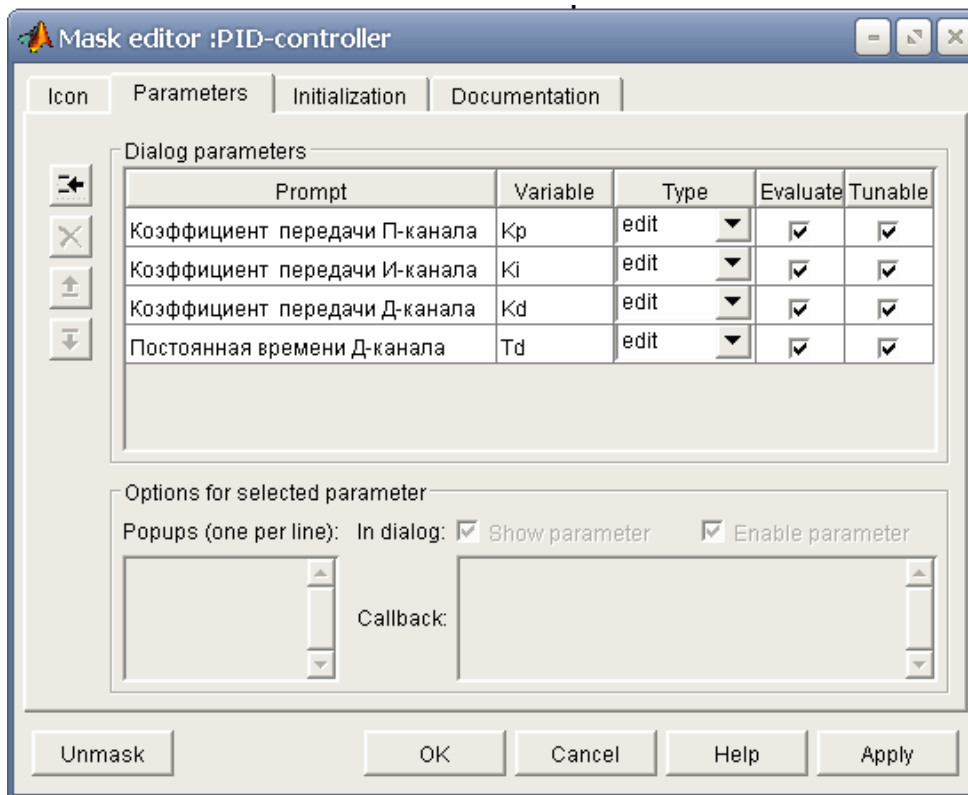 Mask editor :PID-controller
Icon Parameters Initialization Documentation
Dialog parameters
Prompt Variable Type Evaluate Tunable
Коэффициент передачи П-канала Kp edit
Коэффициент передачи И-канала Ki edit
Коэффициент передачи Д-канала Kd edit
Постоянная времени Д-канала Td edit
Options for selected parameter
Popups (one per line): In dialog: Show parameter Enable parameter
Callback:
Unmask OK Cancel Help Apply